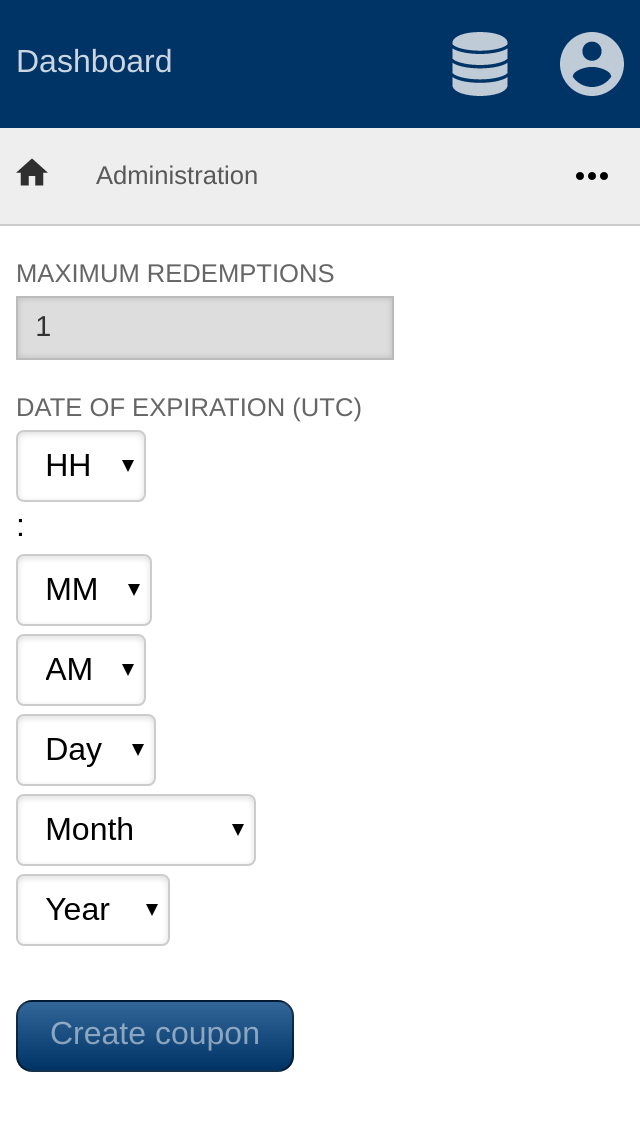 Dashboard
Administration
MAXIMUM REDEMPTIONS
1
DATE OF EXPIRATION (UTC)
HH
:
MM
AM
Day
Month
Year
Create coupon